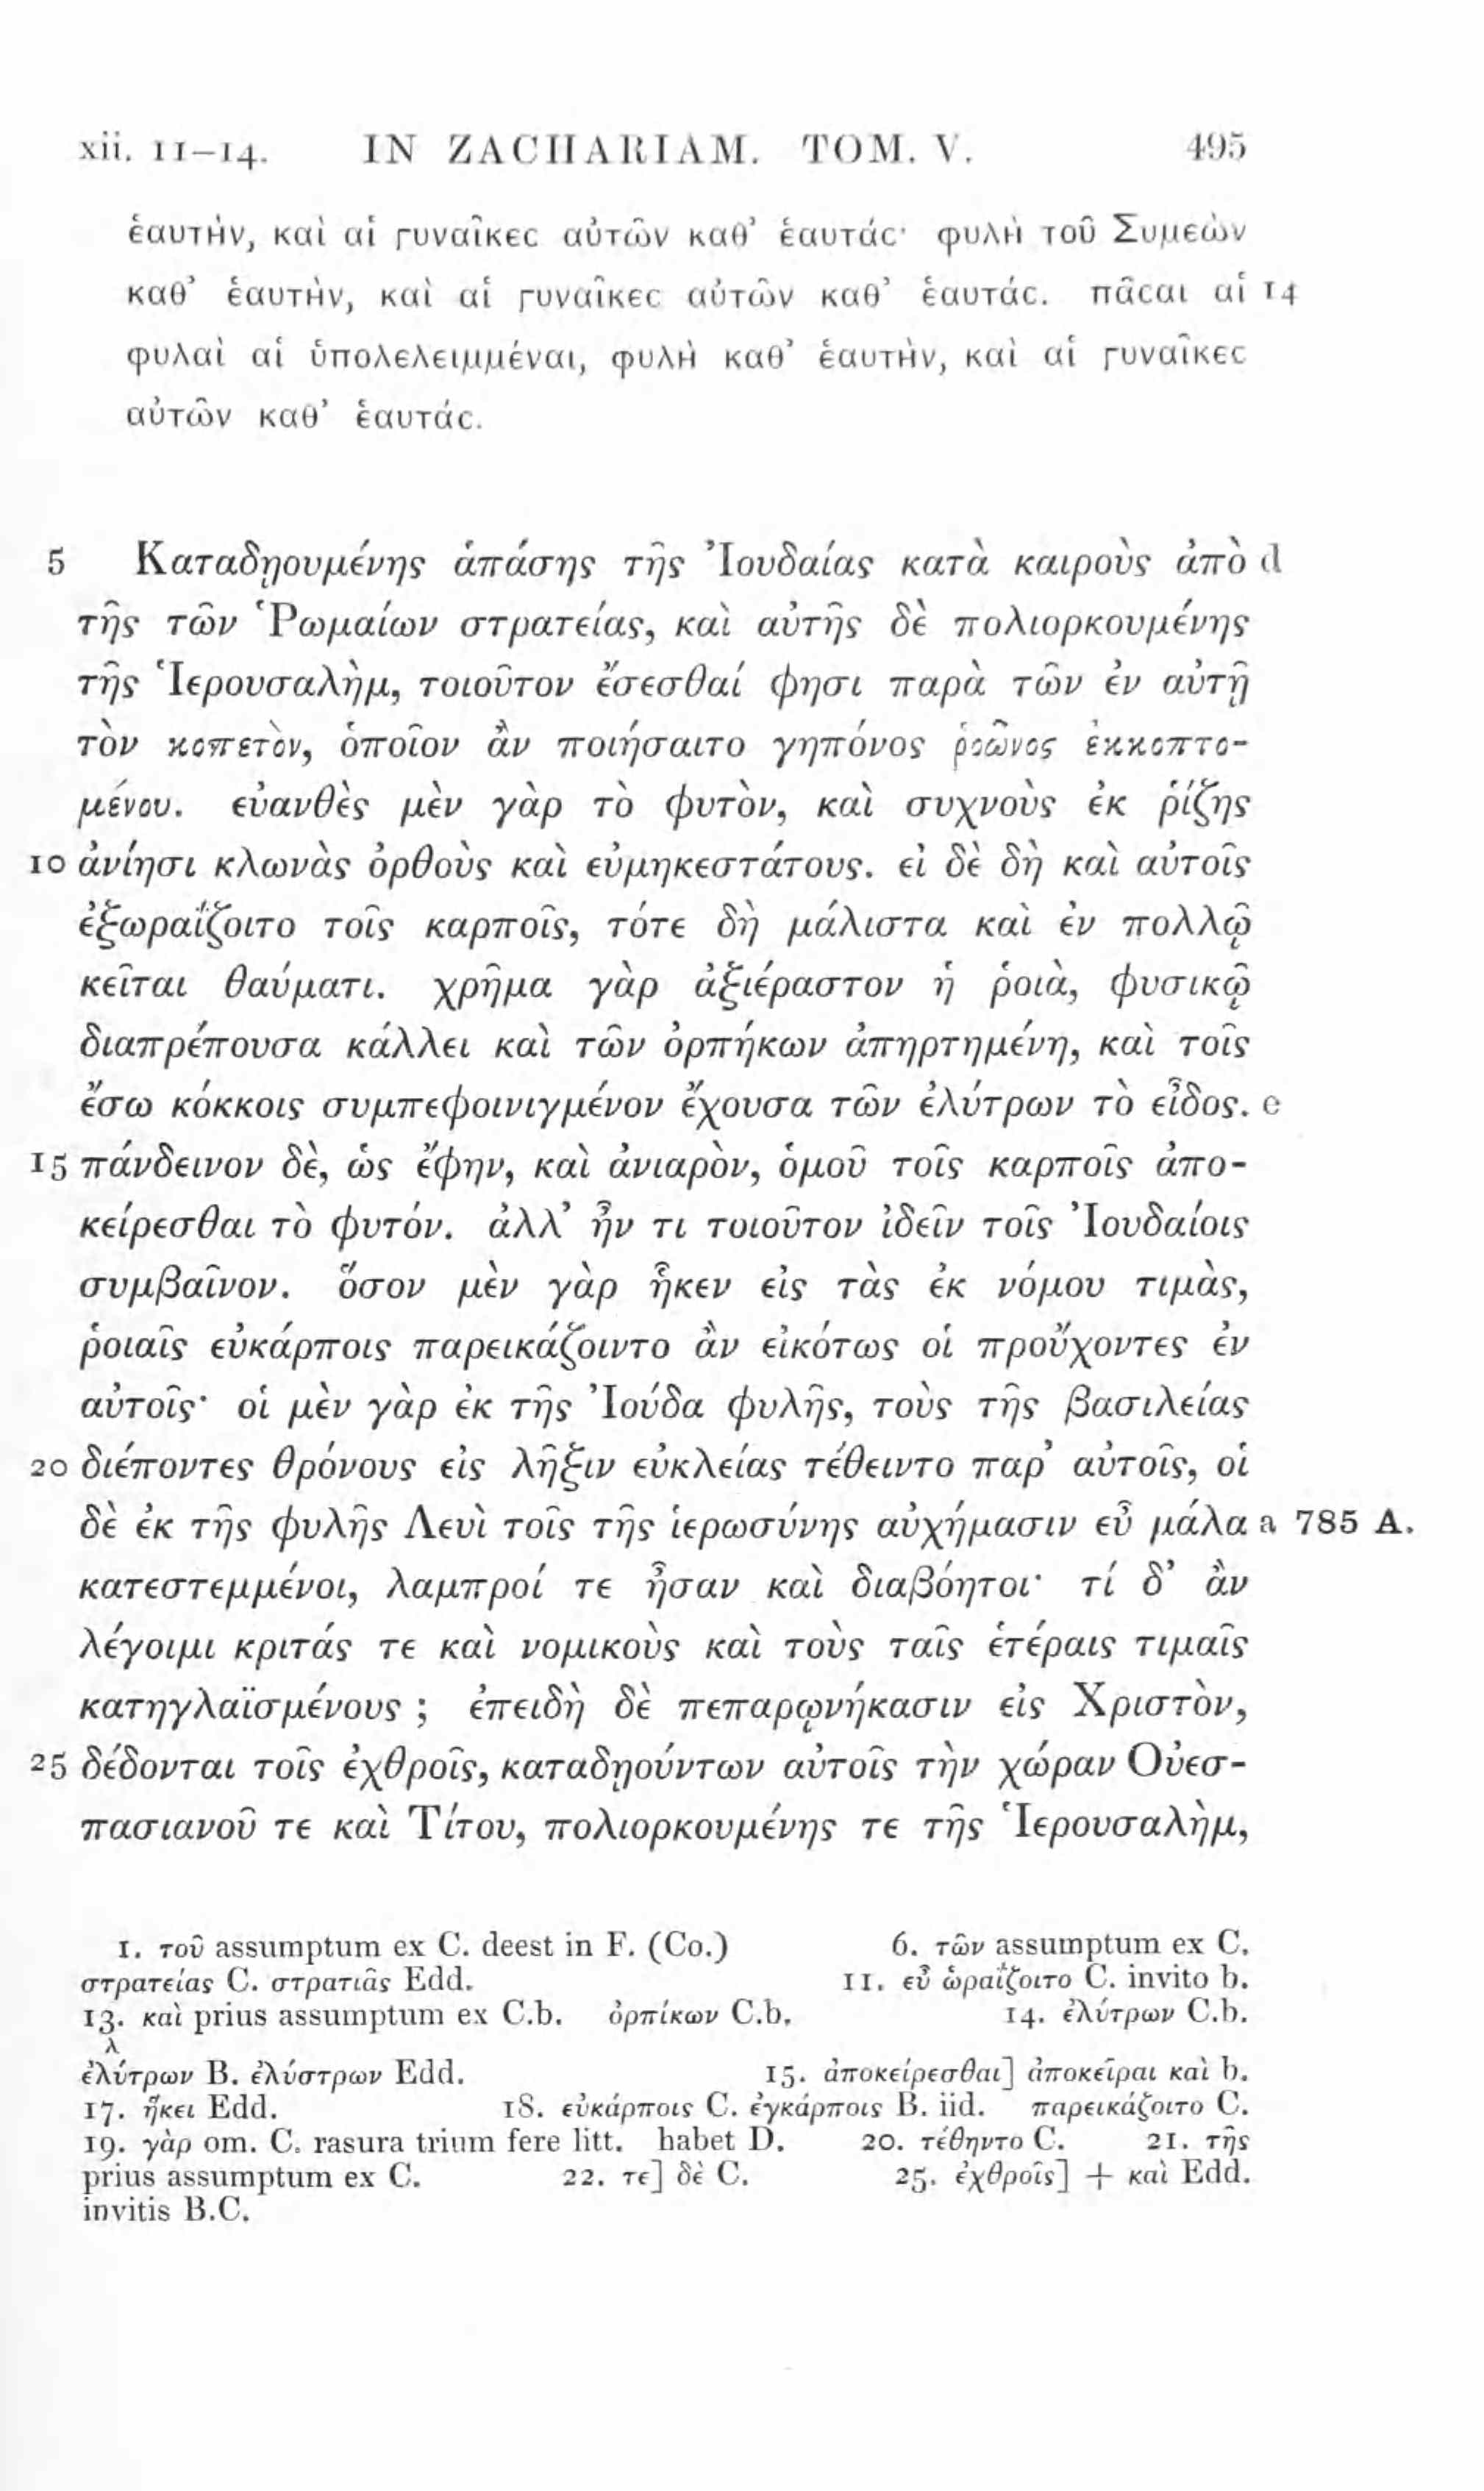 xii. 11–14. IN ZACHARIAM. TOM. V. 495
ἑαυτὴν, καὶ αἱ γυναῖκες αὐτῶν καθ’ ἑαυτάς· φυλὴ τοῦ Συμεὼν
καθ’ ἑαυτὴν, καὶ αἱ γυναῖκες αὐτῶν καθ’ ἑαυτάς. πᾶσαι αἱ 14
φυλαὶ αἱ ὑπολελειμμέναι, φυλὴ καθ’ ἑαυτὴν, καὶ αἱ γυναῖκες
αὐτῶν καθ’ ἑαυτάς.
5 Καταδῃουμένης ἁπάσης τῆς Ἰουδαίας κατὰ καιροὺς ἀπὸ d
τῆς τῶν Ῥωμαίων στρατείας, καὶ αὐτῆς δὲ πολιορκουμένης
τῆς Ἱερουσαλὴμ, τοιοῦτον ἔσεσθαί φησι παρὰ τῶν ἐν αὐτῇ
τὸν κοπετὸν, ὁποῖον ἂν ποιήσαιτο γηπόνος ῥοῶνος ἐκκοπτο-
μένου. εὐανθὲς μὲν γὰρ τὸ φυτὸν, καὶ συχνοὺς ἐκ ῥίζης
10 ἀνίησι κλωνὰς ὀρθοὺς καὶ εὐμηκεστάτους. εἰ δὲ δὴ καὶ αὐτοῖς
ἐξωραΐζοιτο τοῖς καρποῖς, τότε δὴ μάλιστα καὶ ἐν πολλῷ
κεῖται θαύματι. χρῆμα γὰρ ἀξιέραστον ἡ ῥοιὰ, φυσικῷ
διαπρέπουσα κάλλει καὶ τῶν ὀρπήκων ἀπηρτημένη, καὶ τοῖς
ἔσω κόκκοις συμπεφοινιγμένον ἔχουσα τῶν ἐλύτρων τὸ εἶδος. e
15 πάνδεινον δὲ, ὡς ἔφην, καὶ ἀνιαρὸν, ὁμοῦ τοῖς καρποῖς ἀπο-
κείρεσθαι τὸ φυτόν. ἀλλ’ ἦν τι τοιοῦτον ἰδεῖν τοῖς Ἰουδαίοις
συμβαῖνον. ὅσον μὲν γὰρ ἧκεν εἰς τὰς ἐκ νόμου τιμὰς,
ῥοιαῖς εὐκάρποις παρεικάζοιντο ἂν εἰκότως οἱ προὔχοντες ἐν
αὐτοῖς· οἱ μὲν γὰρ ἐκ τῆς Ἰούδα φυλῆς, τοὺς τῆς βασιλείας
20 διέποντες θρόνους εἰς λῆξιν εὐκλείας τέθειντο παρ’ αὐτοῖς, οἱ
δὲ ἐκ τῆς φυλῆς Λευὶ τοῖς τῆς ἱερωσύνης αὐχήμασιν εὖ μάλα a 785 A.
κατεστεμμένοι, λαμπροί τε ἦσαν καὶ διαβόητοι· τί δ’ ἂν
λέγοιμι κριτάς τε καὶ νομικοὺς καὶ τοὺς ταῖς ἑτέραις τιμαῖς
κατηγλαϊσμένους ; ἐπειδὴ δὲ πεπαρῳνήκασιν εἰς Χριστὸν,
25 δέδονται τοῖς ἐχθροῖς, καταδῃούντων αὐτοῖς τὴν χώραν Οὐεσ-
πασιανοῦ τε καὶ Τίτου, πολιορκουμένης τε τῆς Ἱερουσαλὴμ,
1. τοῦ assumptum ex C. deest in F. (Co.) 6. τῶν assumptum ex C.
στρατείας C. στρατιᾶς Edd. 11. εὖ ὡραΐζοιτο C. invito b.
13. καὶ prius assumptum ex C.b. ὀρπίκων C.b. 14. ἐλύτρων C.b.
λ
ἐλύτρων B. ἐλύστρων Edd. 15. ἀποκείρεσθαι] ἀποκεῖραι καὶ b.
17. ἥκει Edd. 18. εὐκάρποις C. ἐγκάρποις B. iid. παρεικάζοιτο C.
19. γὰρ om. C. rasura trium fere litt. habet D. 20. τέθηντο C. 21. τῆς
prius assumptum ex C. 22. τε] δὲ C. 25. ἐχθροῖς] + καὶ Edd.
invitis B.C.